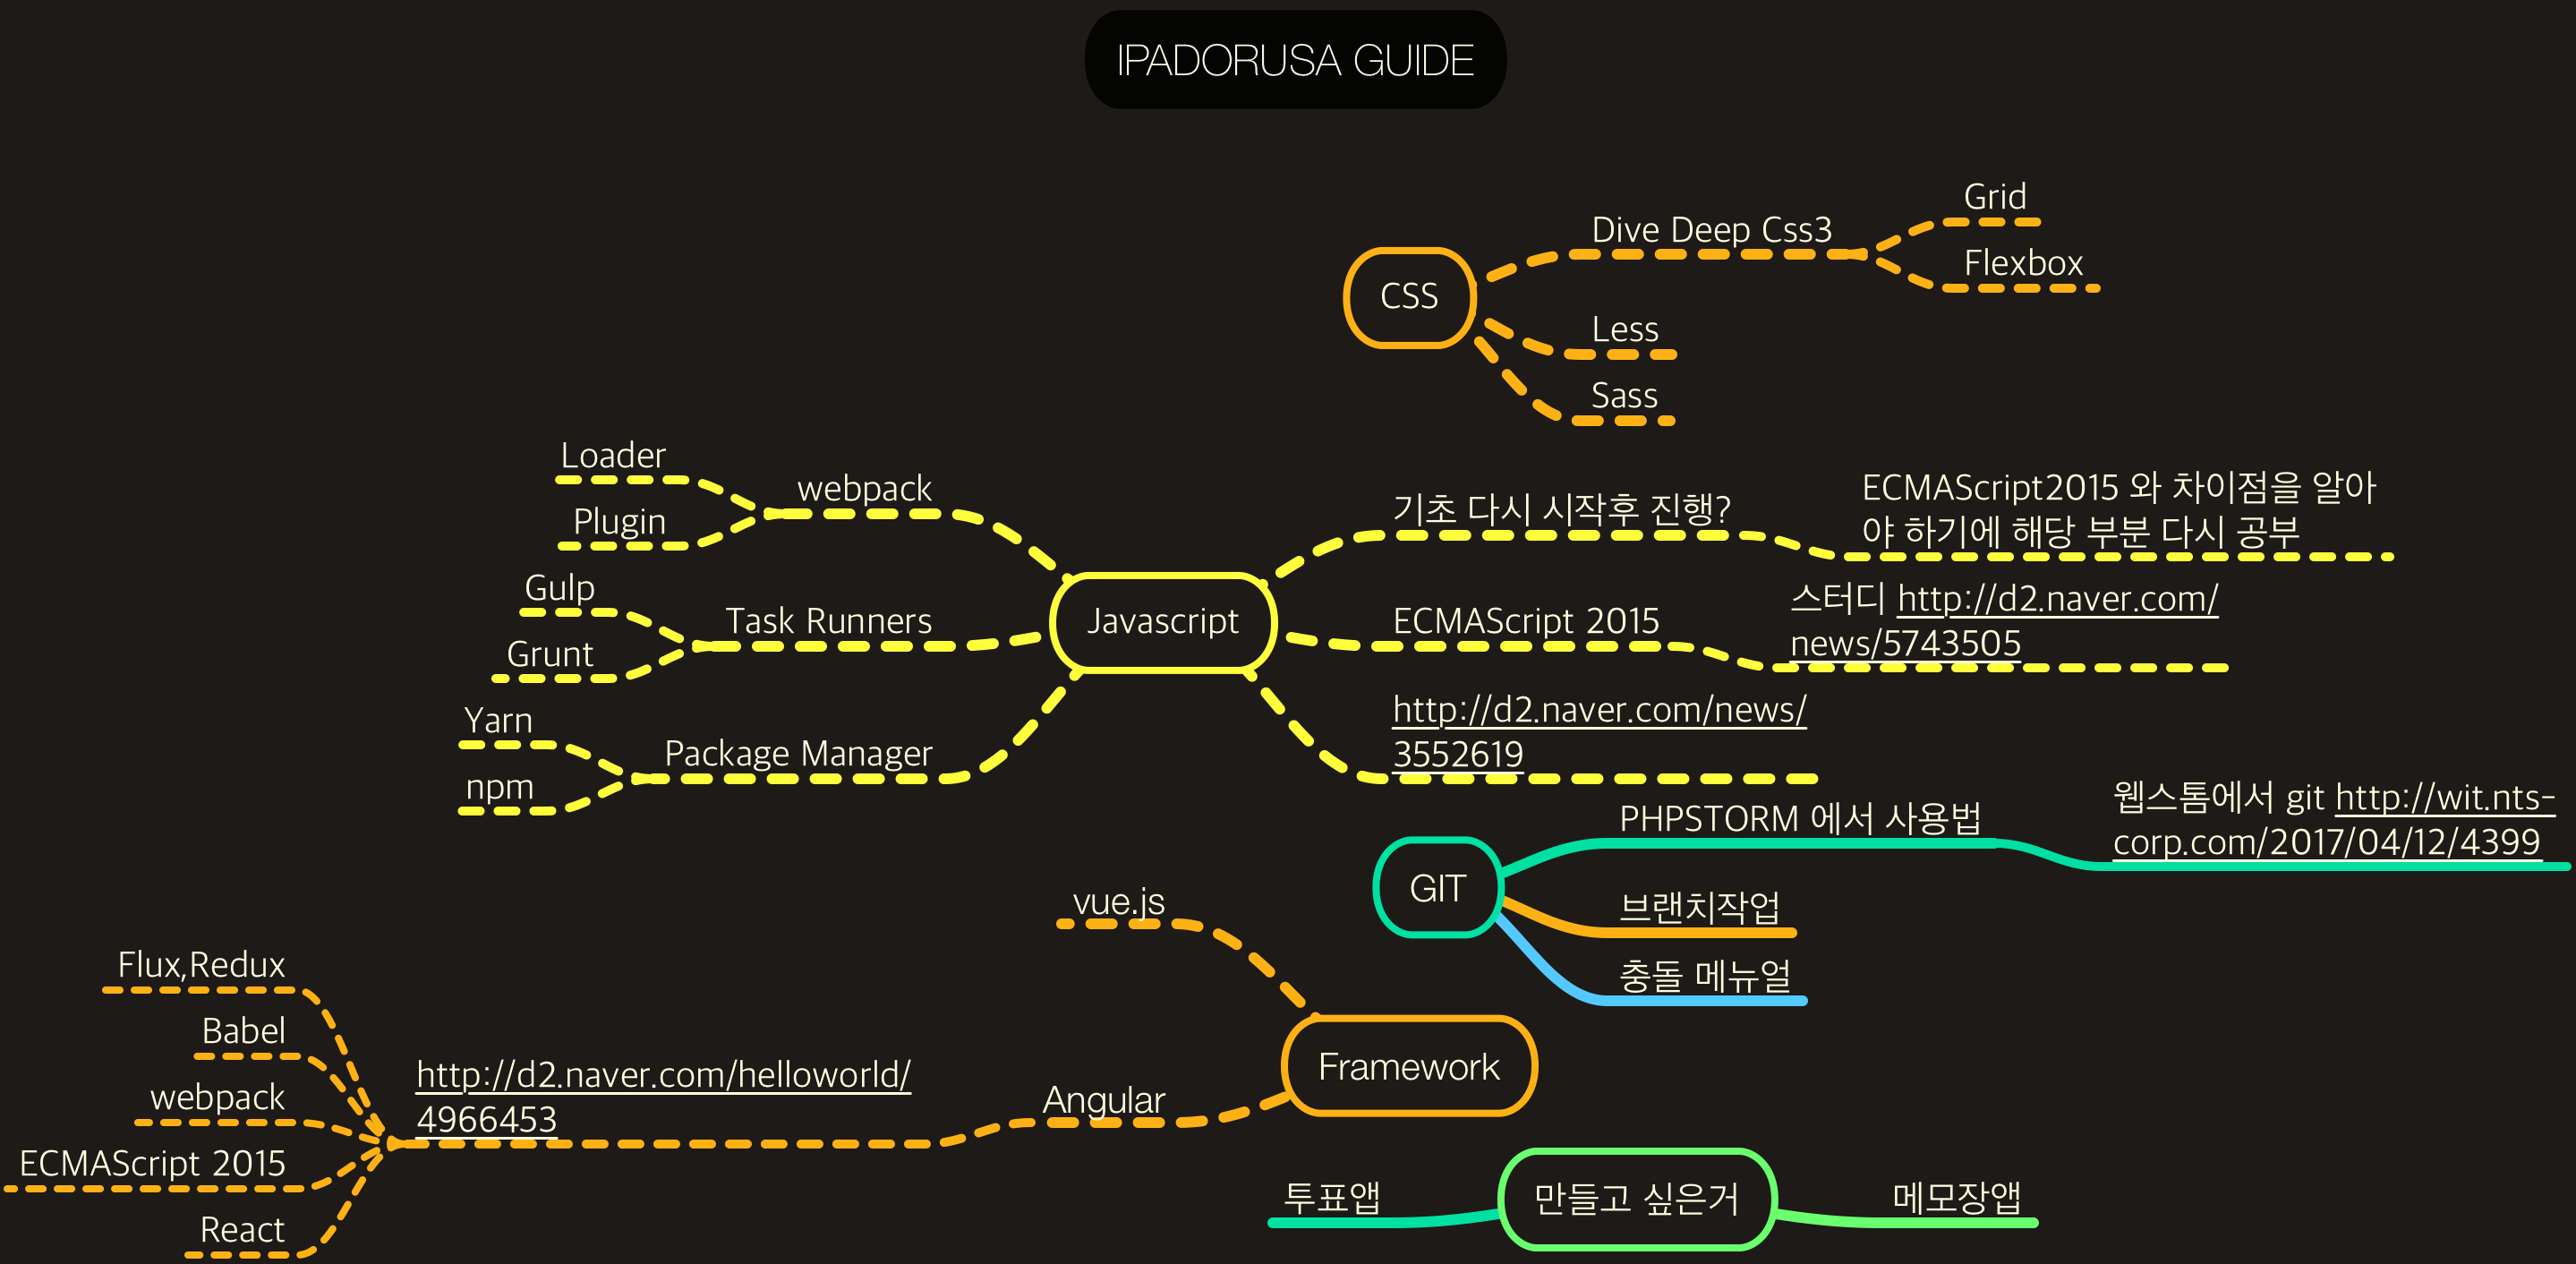 IPADORUSA GUIDE
CSS
Dive Deep Css3
Grid
Flexbox
Less
Sass
Javascript
webpack
Loader
Plugin
Task Runners
Gulp
Grunt
Package Manager
Yarn
npm
기초 다시 시작후 진행?
ECMAScript2015 와 차이점을 알아
야 하기에 해당 부분 다시 공부
ECMAScript 2015
스터디 http://d2.naver.com/
news/5743505
http://d2.naver.com/news/
3552619
GIT
PHPSTORM 에서 사용법
웹스톰에서 git http://wit.nts-
corp.com/2017/04/12/4399
브랜치작업
충돌 메뉴얼
Framework
vue.js
Angular
http://d2.naver.com/helloworld/
4966453
Flux,Redux
Babel
webpack
ECMAScript 2015
React
만들고 싶은거
투표앱
메모장앱